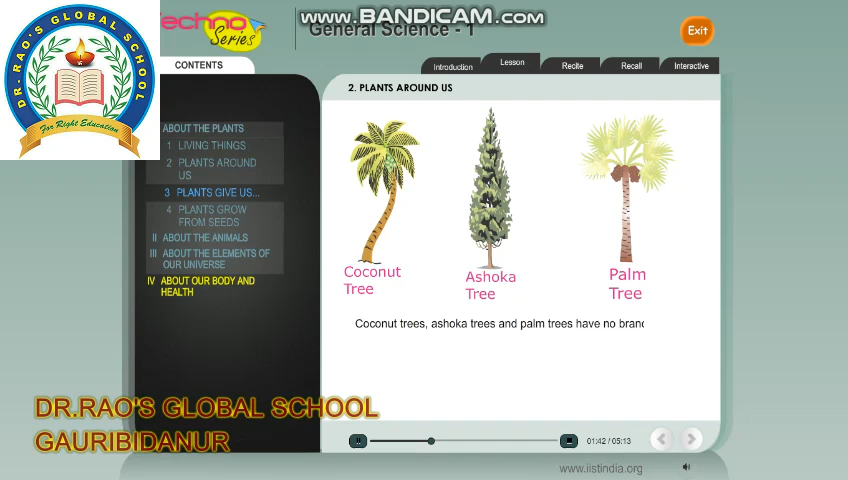 www.BANDICAM.com
DR.RAO'S GLOBAL SCHOOL
For Right Education
Techno
Series
General Science - 1
Exit
CONTENTS
Introduction
Lesson
Recite
Recall
Interactive
2. PLANTS AROUND US
ABOUT THE PLANTS
1 LIVING THINGS
2 PLANTS AROUND
US
3 PLANTS GIVE US...
4 PLANTS GROW
FROM SEEDS
II ABOUT THE ANIMALS
III ABOUT THE ELEMENTS OF
OUR UNIVERSE
IV ABOUT OUR BODY AND
HEALTH
Coconut
Tree
Ashoka
Tree
Palm
Tree
Coconut trees, ashoka trees and palm trees have no branc
DR.RAO'S GLOBAL SCHOOL
GAURIBIDANUR
01:42 / 05:13
www.iistindia.org